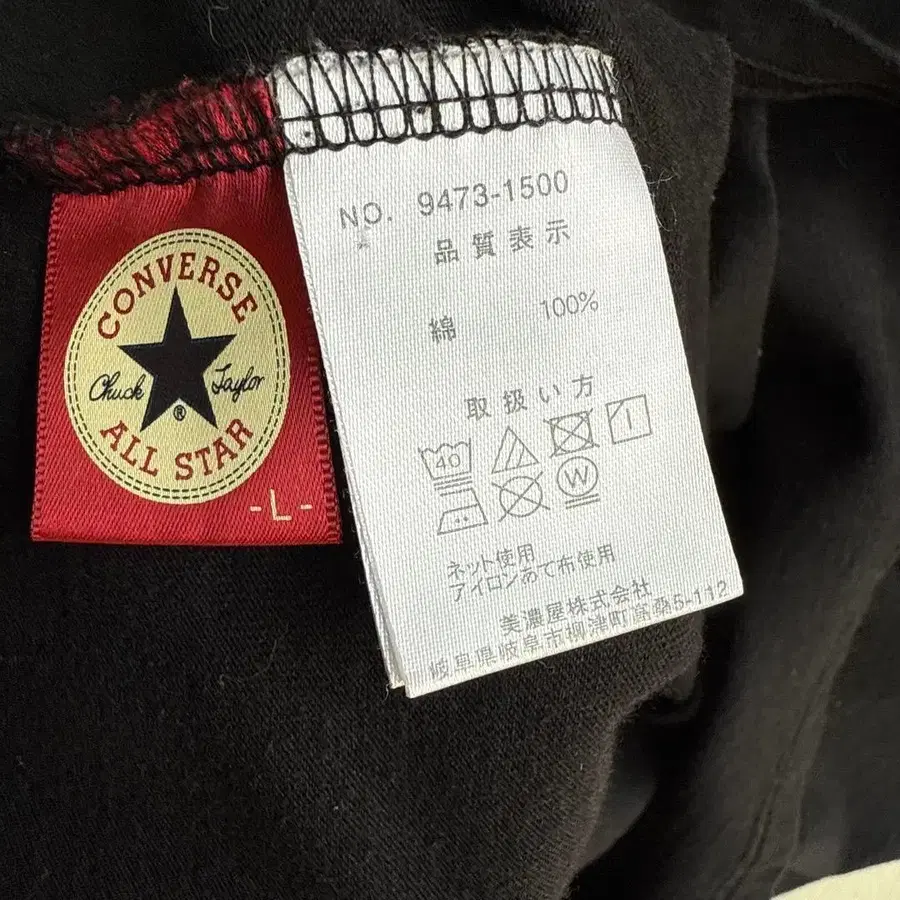 CONVERSE
Chuck Taylor
®
ALL STAR
-L-
NO. 9473-1500
品質表示
綿 100%
取扱い方
40
W
ネット使用
アイロンあて布使用
美濃屋株式会社
岐阜県岐阜市柳津町高桑5-112